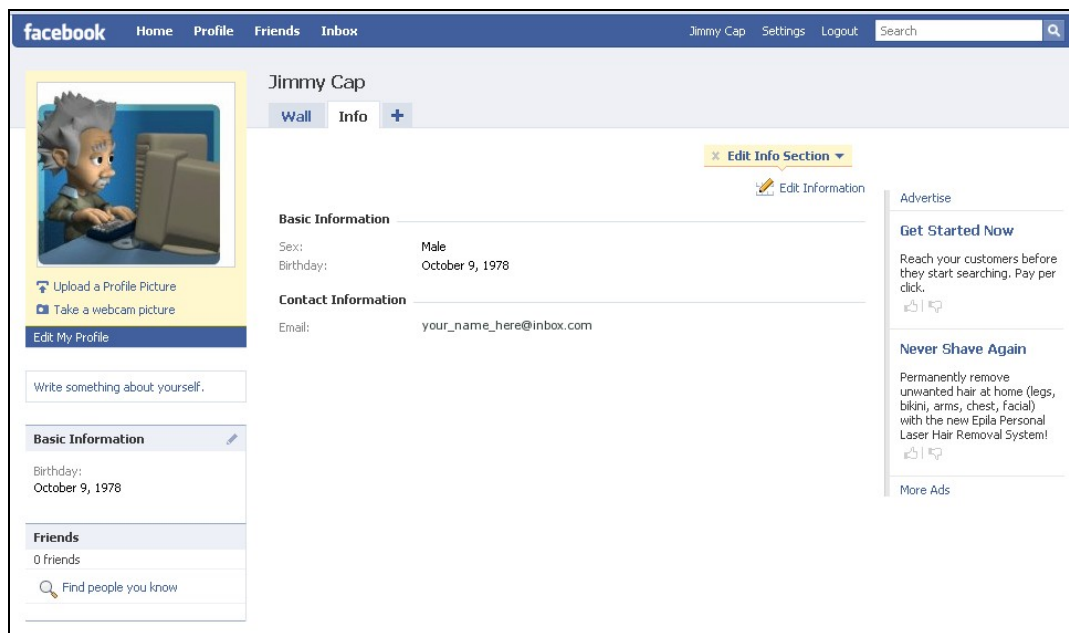 facebook Home Profile Friends Inbox Jimmy Cap Settings Logout Search
Jimmy Cap
Wall Info +
x Edit Info Section
Edit Information
Basic Information
Sex: Male
Birthday: October 9, 1978
Contact Information
Email: your_name_here@inbox.com
Upload a Profile Picture
Take a webcam picture
Edit My Profile
Write something about yourself.
Basic Information
Birthday:
October 9, 1978
Friends
0 friends
Find people you know
Advertise
Get Started Now
Reach your customers before
they start searching. Pay per
click.
Never Shave Again
Permanently remove
unwanted hair at home (legs,
bikini, arms, chest, facial)
with the new Epila Personal
Laser Hair Removal System!
More Ads